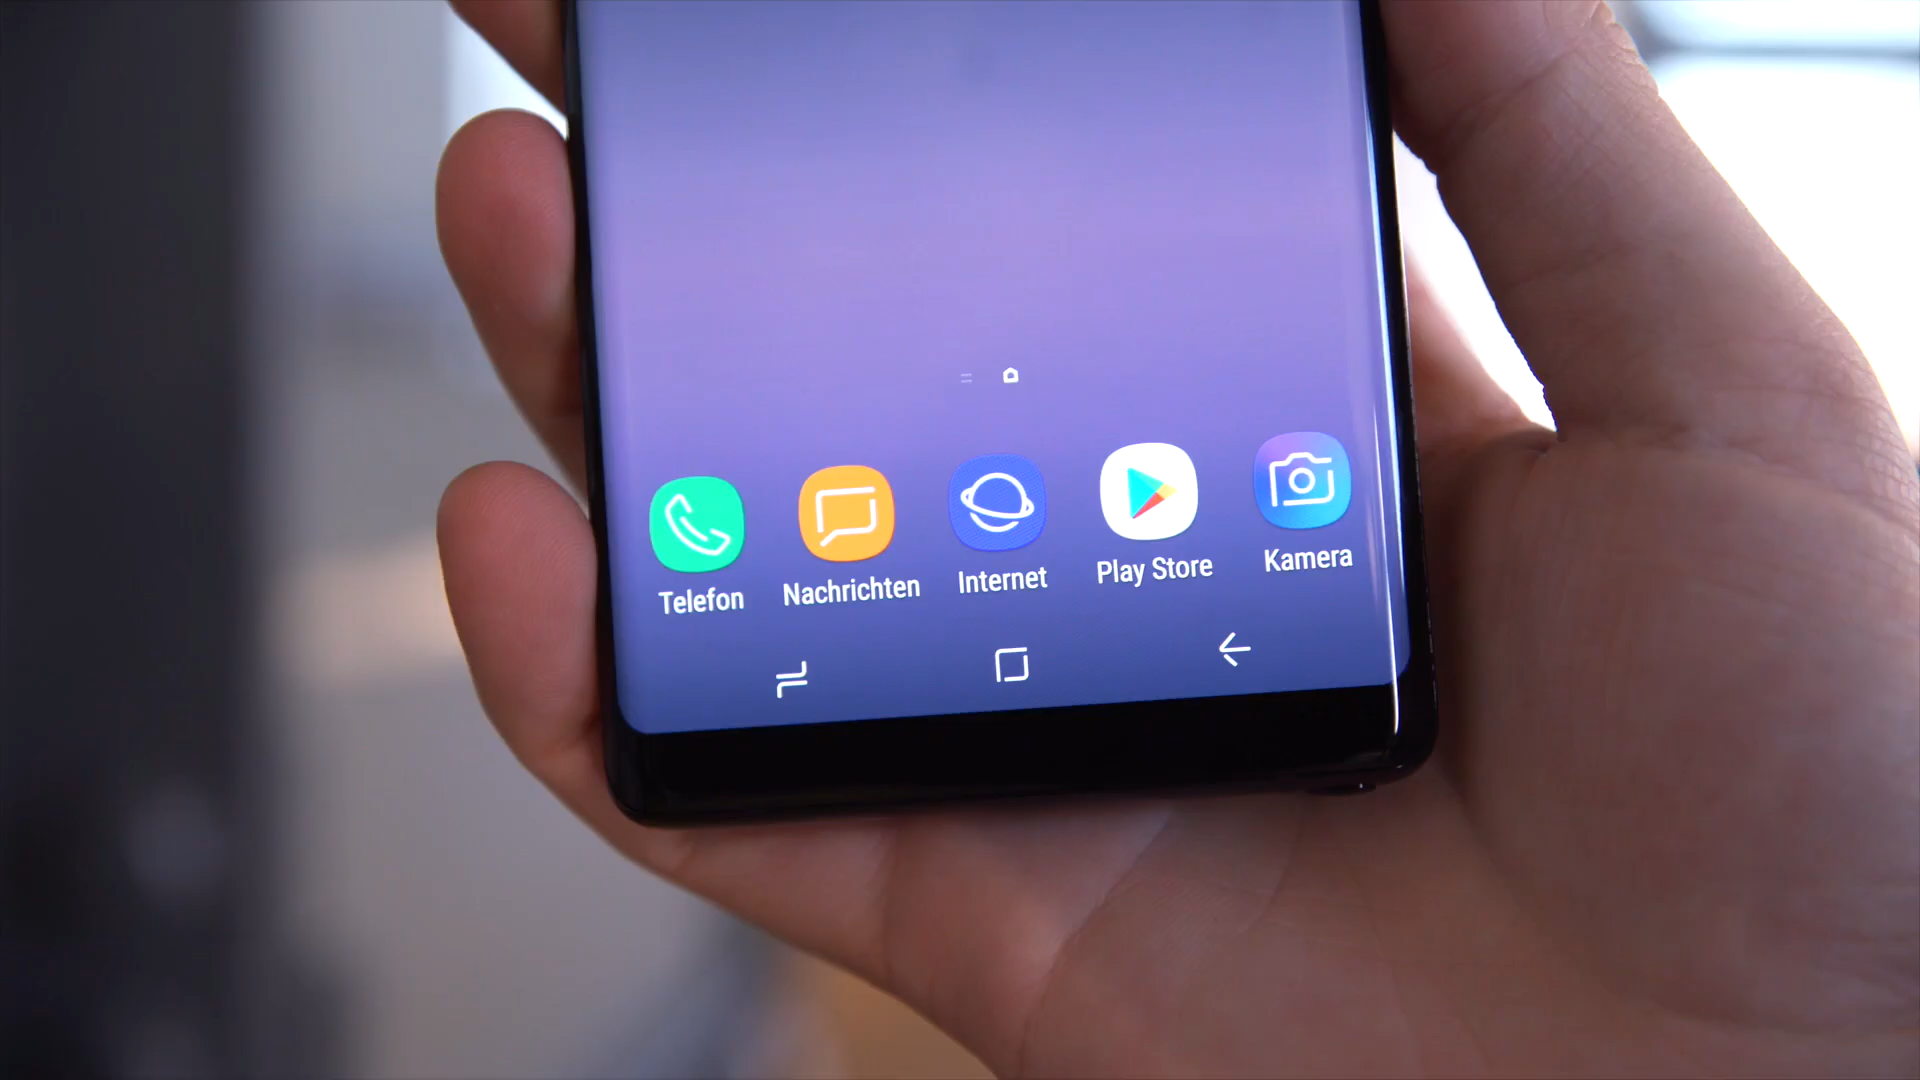 Telefon
Nachrichten
Internet
Play Store
Kamera